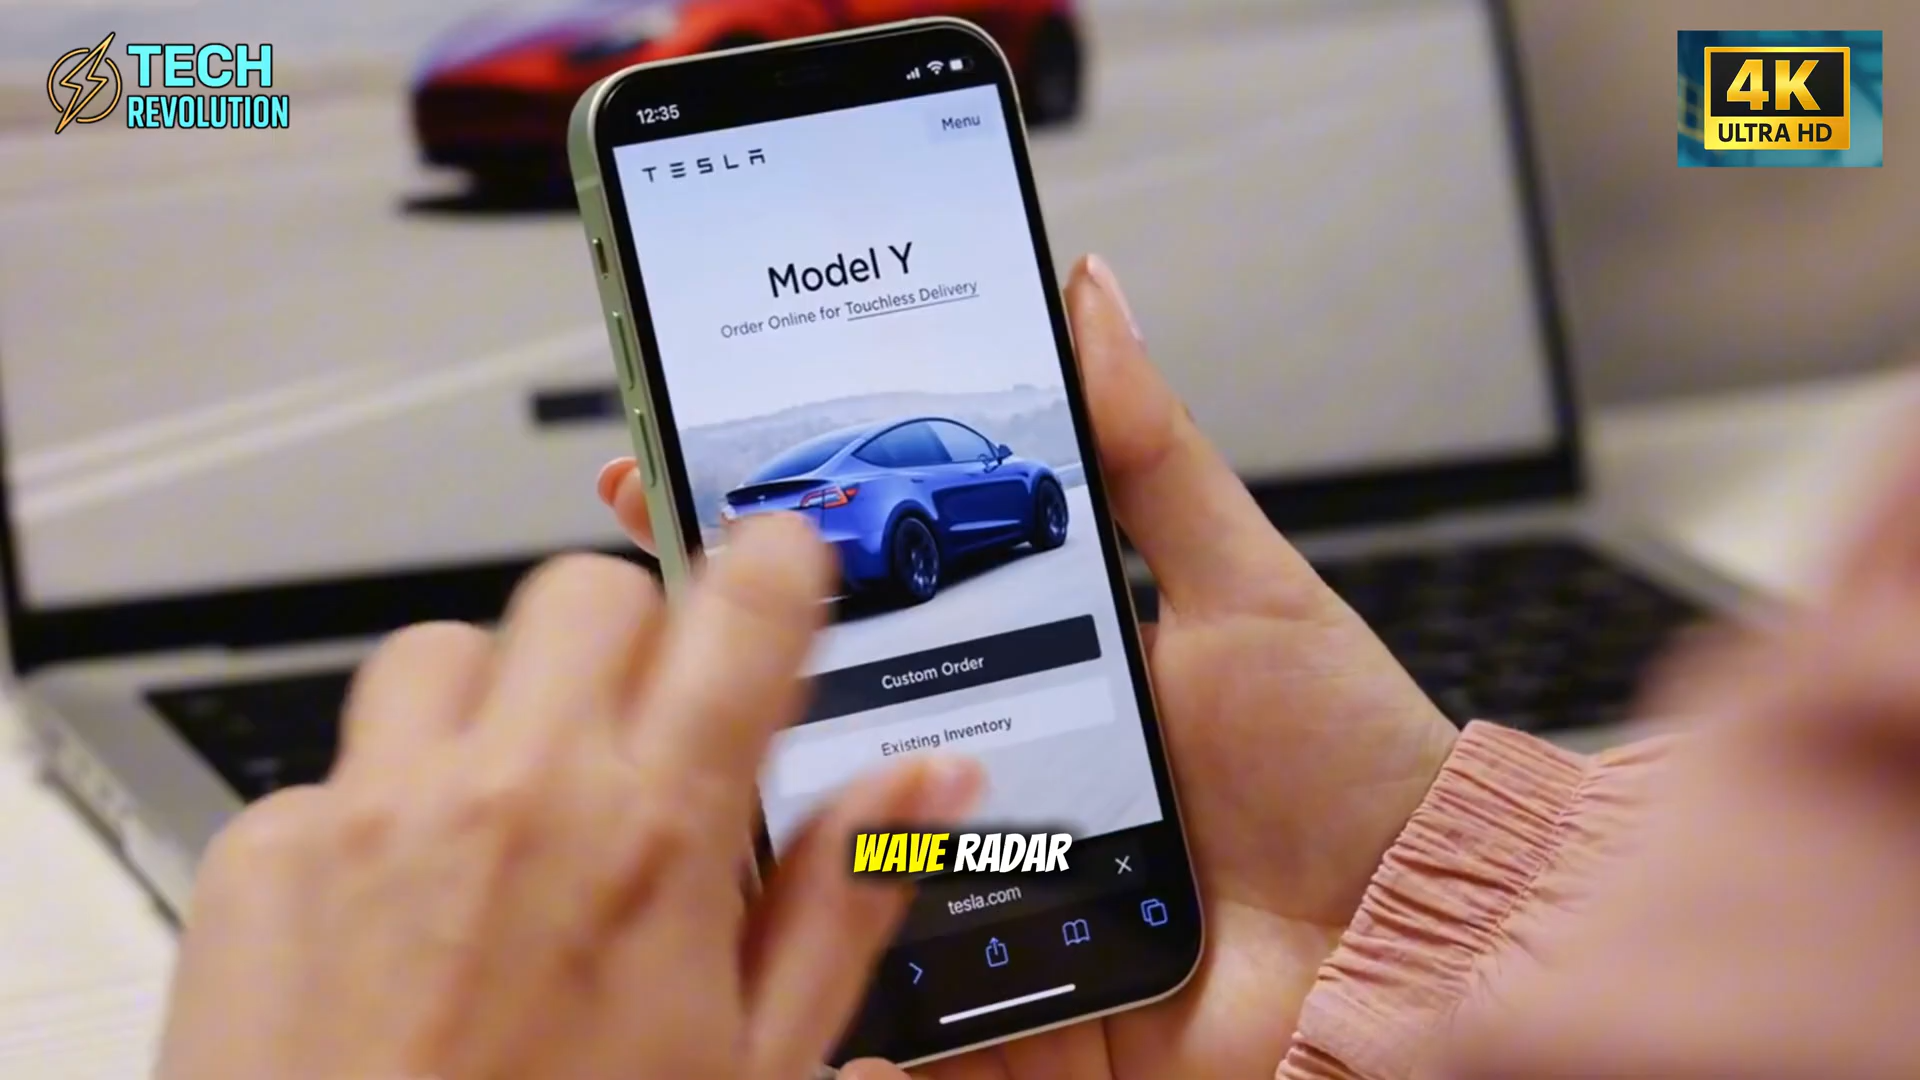 TECH
REVOLUTION
4K
ULTRA HD
12:35
Menu
TESLA
Model Y
Order Online for Touchless Delivery
Custom Order
Existing Inventory
WAVE RADAR
tesla.com